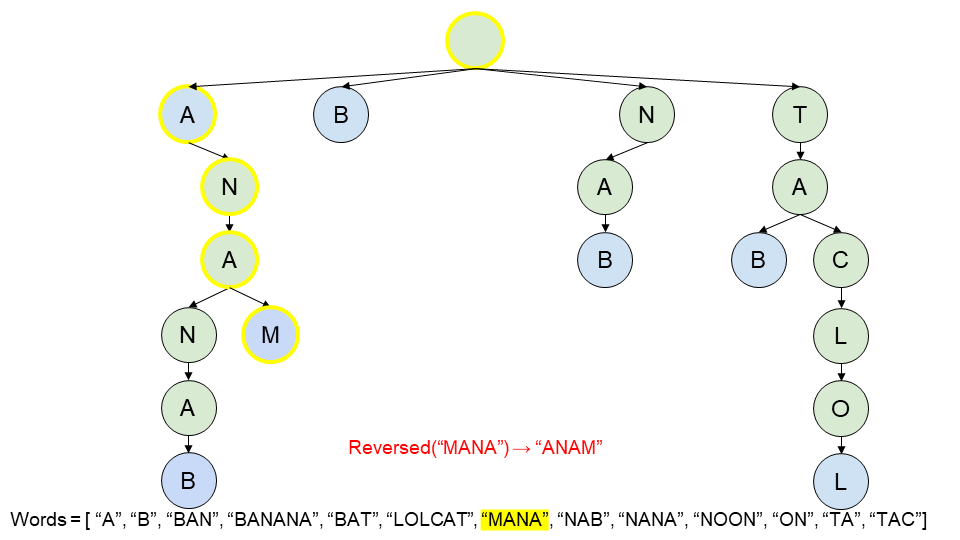 A B N T
N A A
A B B C
N M L
A O
Reversed(“MANA”) → “ANAM”
B L
Words = [ “A”, “B”, “BAN”, “BANANA”, “BAT”, “LOLCAT”, “MANA”, “NAB”, “NANA”, “NOON”, “ON”, “TA”, “TAC”]